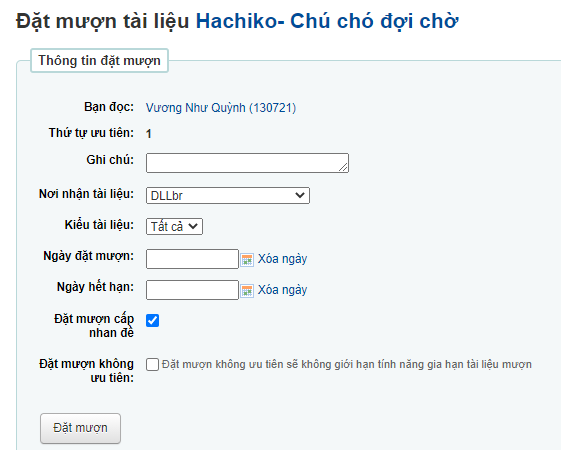 Đặt mượn tài liệu Hachiko- Chú chó đợi chờ
Thông tin đặt mượn
Bạn đọc: Vương Như Quỳnh (130721)
Thứ tự ưu tiên: 1
Ghi chú:
Nơi nhận tài liệu: DLLbr
Kiểu tài liệu: Tất cả
Ngày đặt mượn: Xóa ngày
Ngày hết hạn: Xóa ngày
Đặt mượn cấp
nhan đề
Đặt mượn không
ưu tiên: Đặt mượn không ưu tiên sẽ không giới hạn tính năng gia hạn tài liệu mượn
Đặt mượn